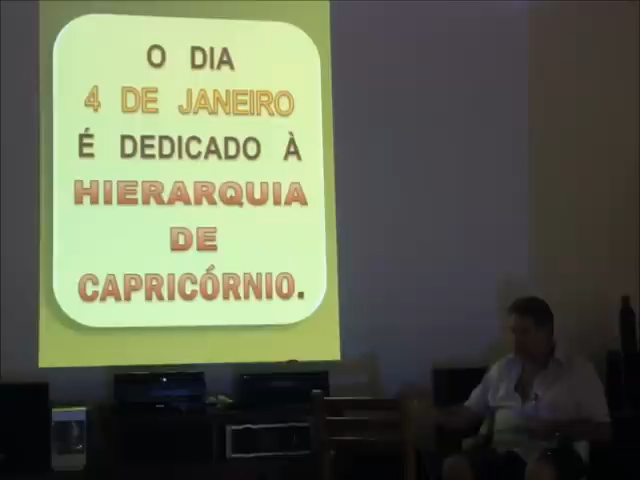 O DIA
4 DE JANEIRO
É DEDICADO À
HIERARQUIA
DE
CAPRICÓRNIO.